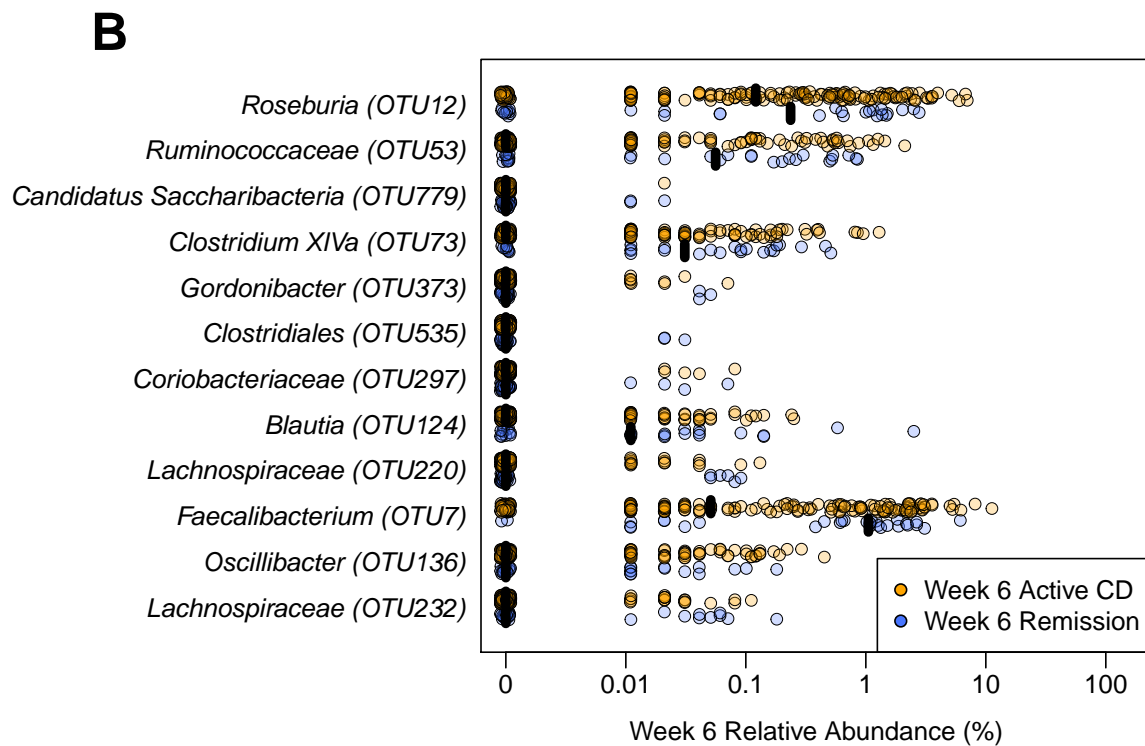 B
Roseburia (OTU12)
Ruminococcaceae (OTU53)
Candidatus Saccharibacteria (OTU779)
Clostridium XIVa (OTU73)
Gordonibacter (OTU373)
Clostridiales (OTU535)
Coriobacteriaceae (OTU297)
Blautia (OTU124)
Lachnospiraceae (OTU220)
Faecalibacterium (OTU7)
Oscillibacter (OTU136)
Lachnospiraceae (OTU232)
Week 6 Active CD
Week 6 Remission
0 0.01 0.1 1 10 100
Week 6 Relative Abundance (%)